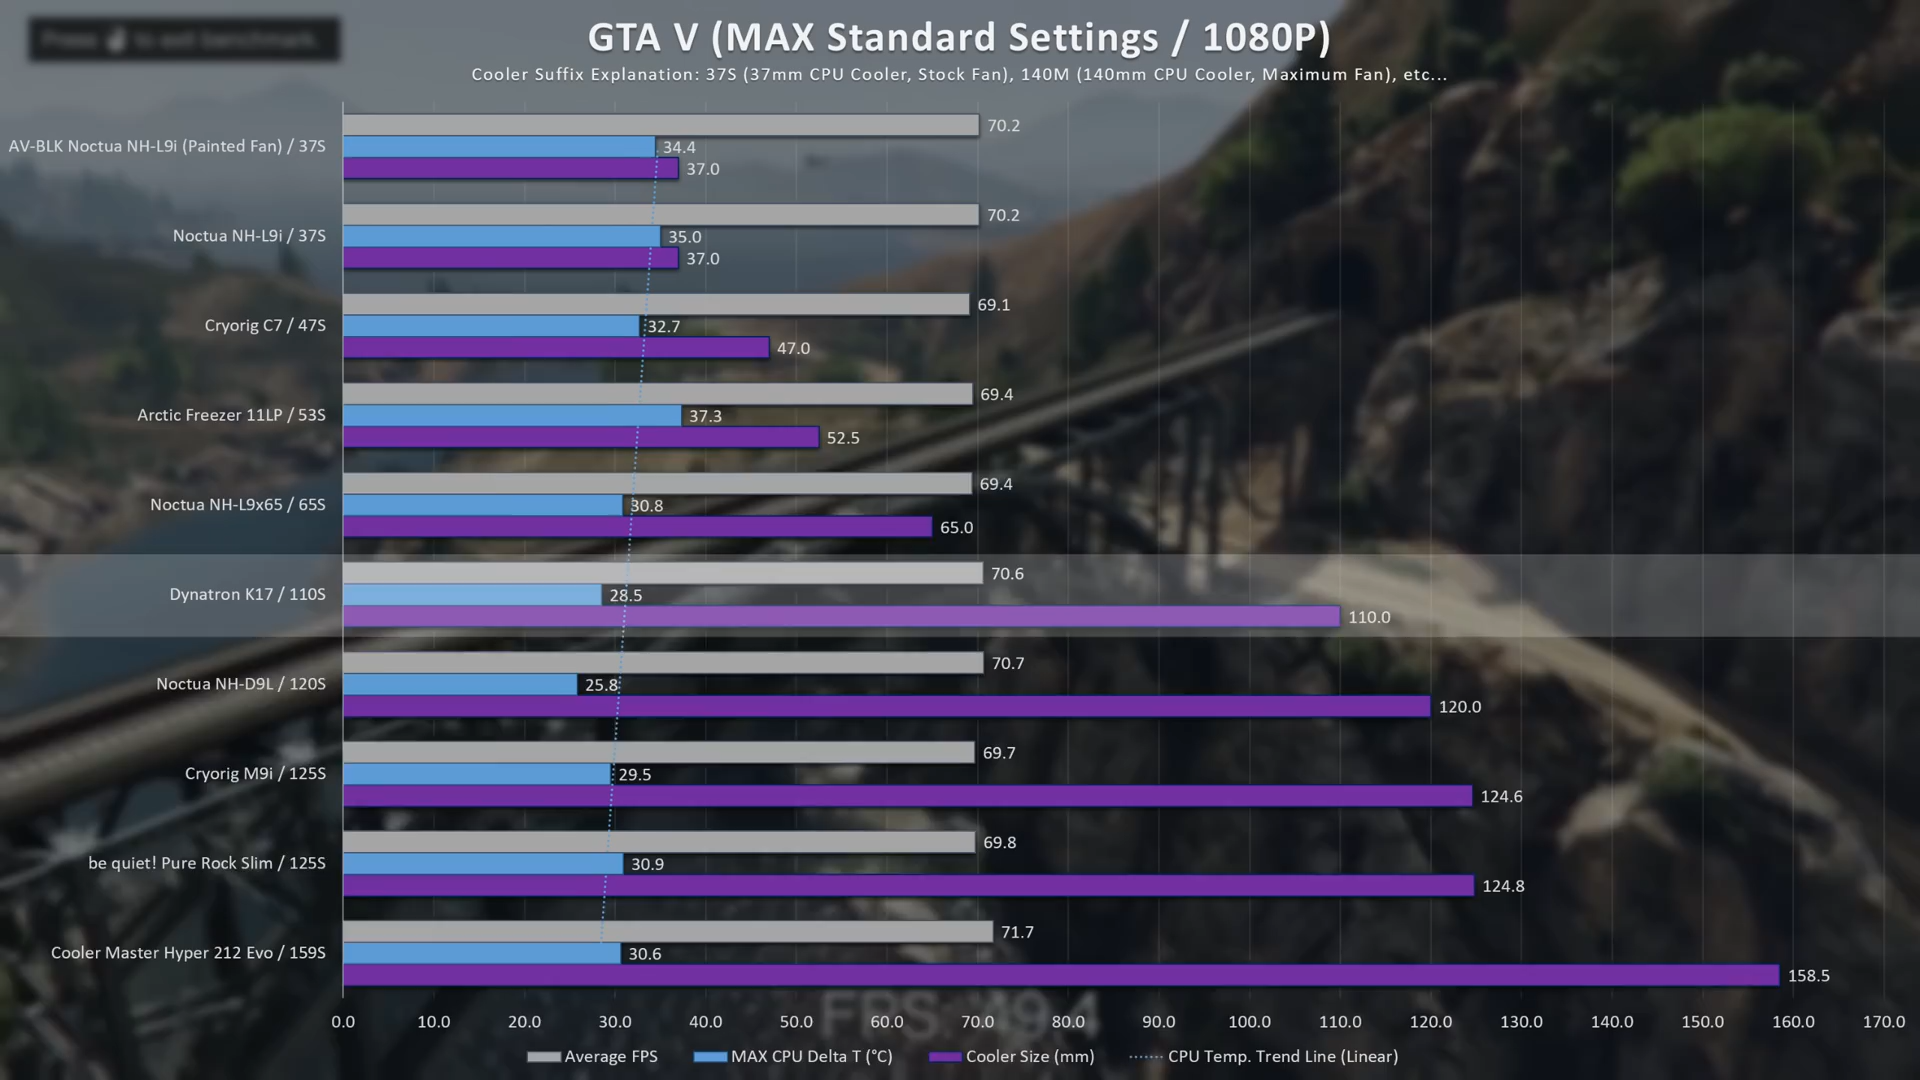 Press to exit benchmark.
GTA V (MAX Standard Settings / 1080P)
Cooler Suffix Explanation: 37S (37mm CPU Cooler, Stock Fan), 140M (140mm CPU Cooler, Maximum Fan), etc...
AV-BLK Noctua NH-L9i (Painted Fan) / 37S
70.2
34.4
37.0
Noctua NH-L9i / 37S
70.2
35.0
37.0
Cryorig C7 / 47S
69.1
32.7
47.0
Arctic Freezer 11LP / 53S
69.4
37.3
52.5
Noctua NH-L9x65 / 65S
69.4
30.8
65.0
Dynatron K17 / 110S
70.6
28.5
110.0
Noctua NH-D9L / 120S
70.7
25.8
120.0
Cryorig M9i / 125S
69.7
29.5
124.6
be quiet! Pure Rock Slim / 125S
69.8
30.9
124.8
Cooler Master Hyper 212 Evo / 159S
71.7
30.6
158.5
FPS: 49.4
0.0 10.0 20.0 30.0 40.0 50.0 60.0 70.0 80.0 90.0 100.0 110.0 120.0 130.0 140.0 150.0 160.0 170.0
Average FPS MAX CPU Delta T (°C) Cooler Size (mm) CPU Temp. Trend Line (Linear)